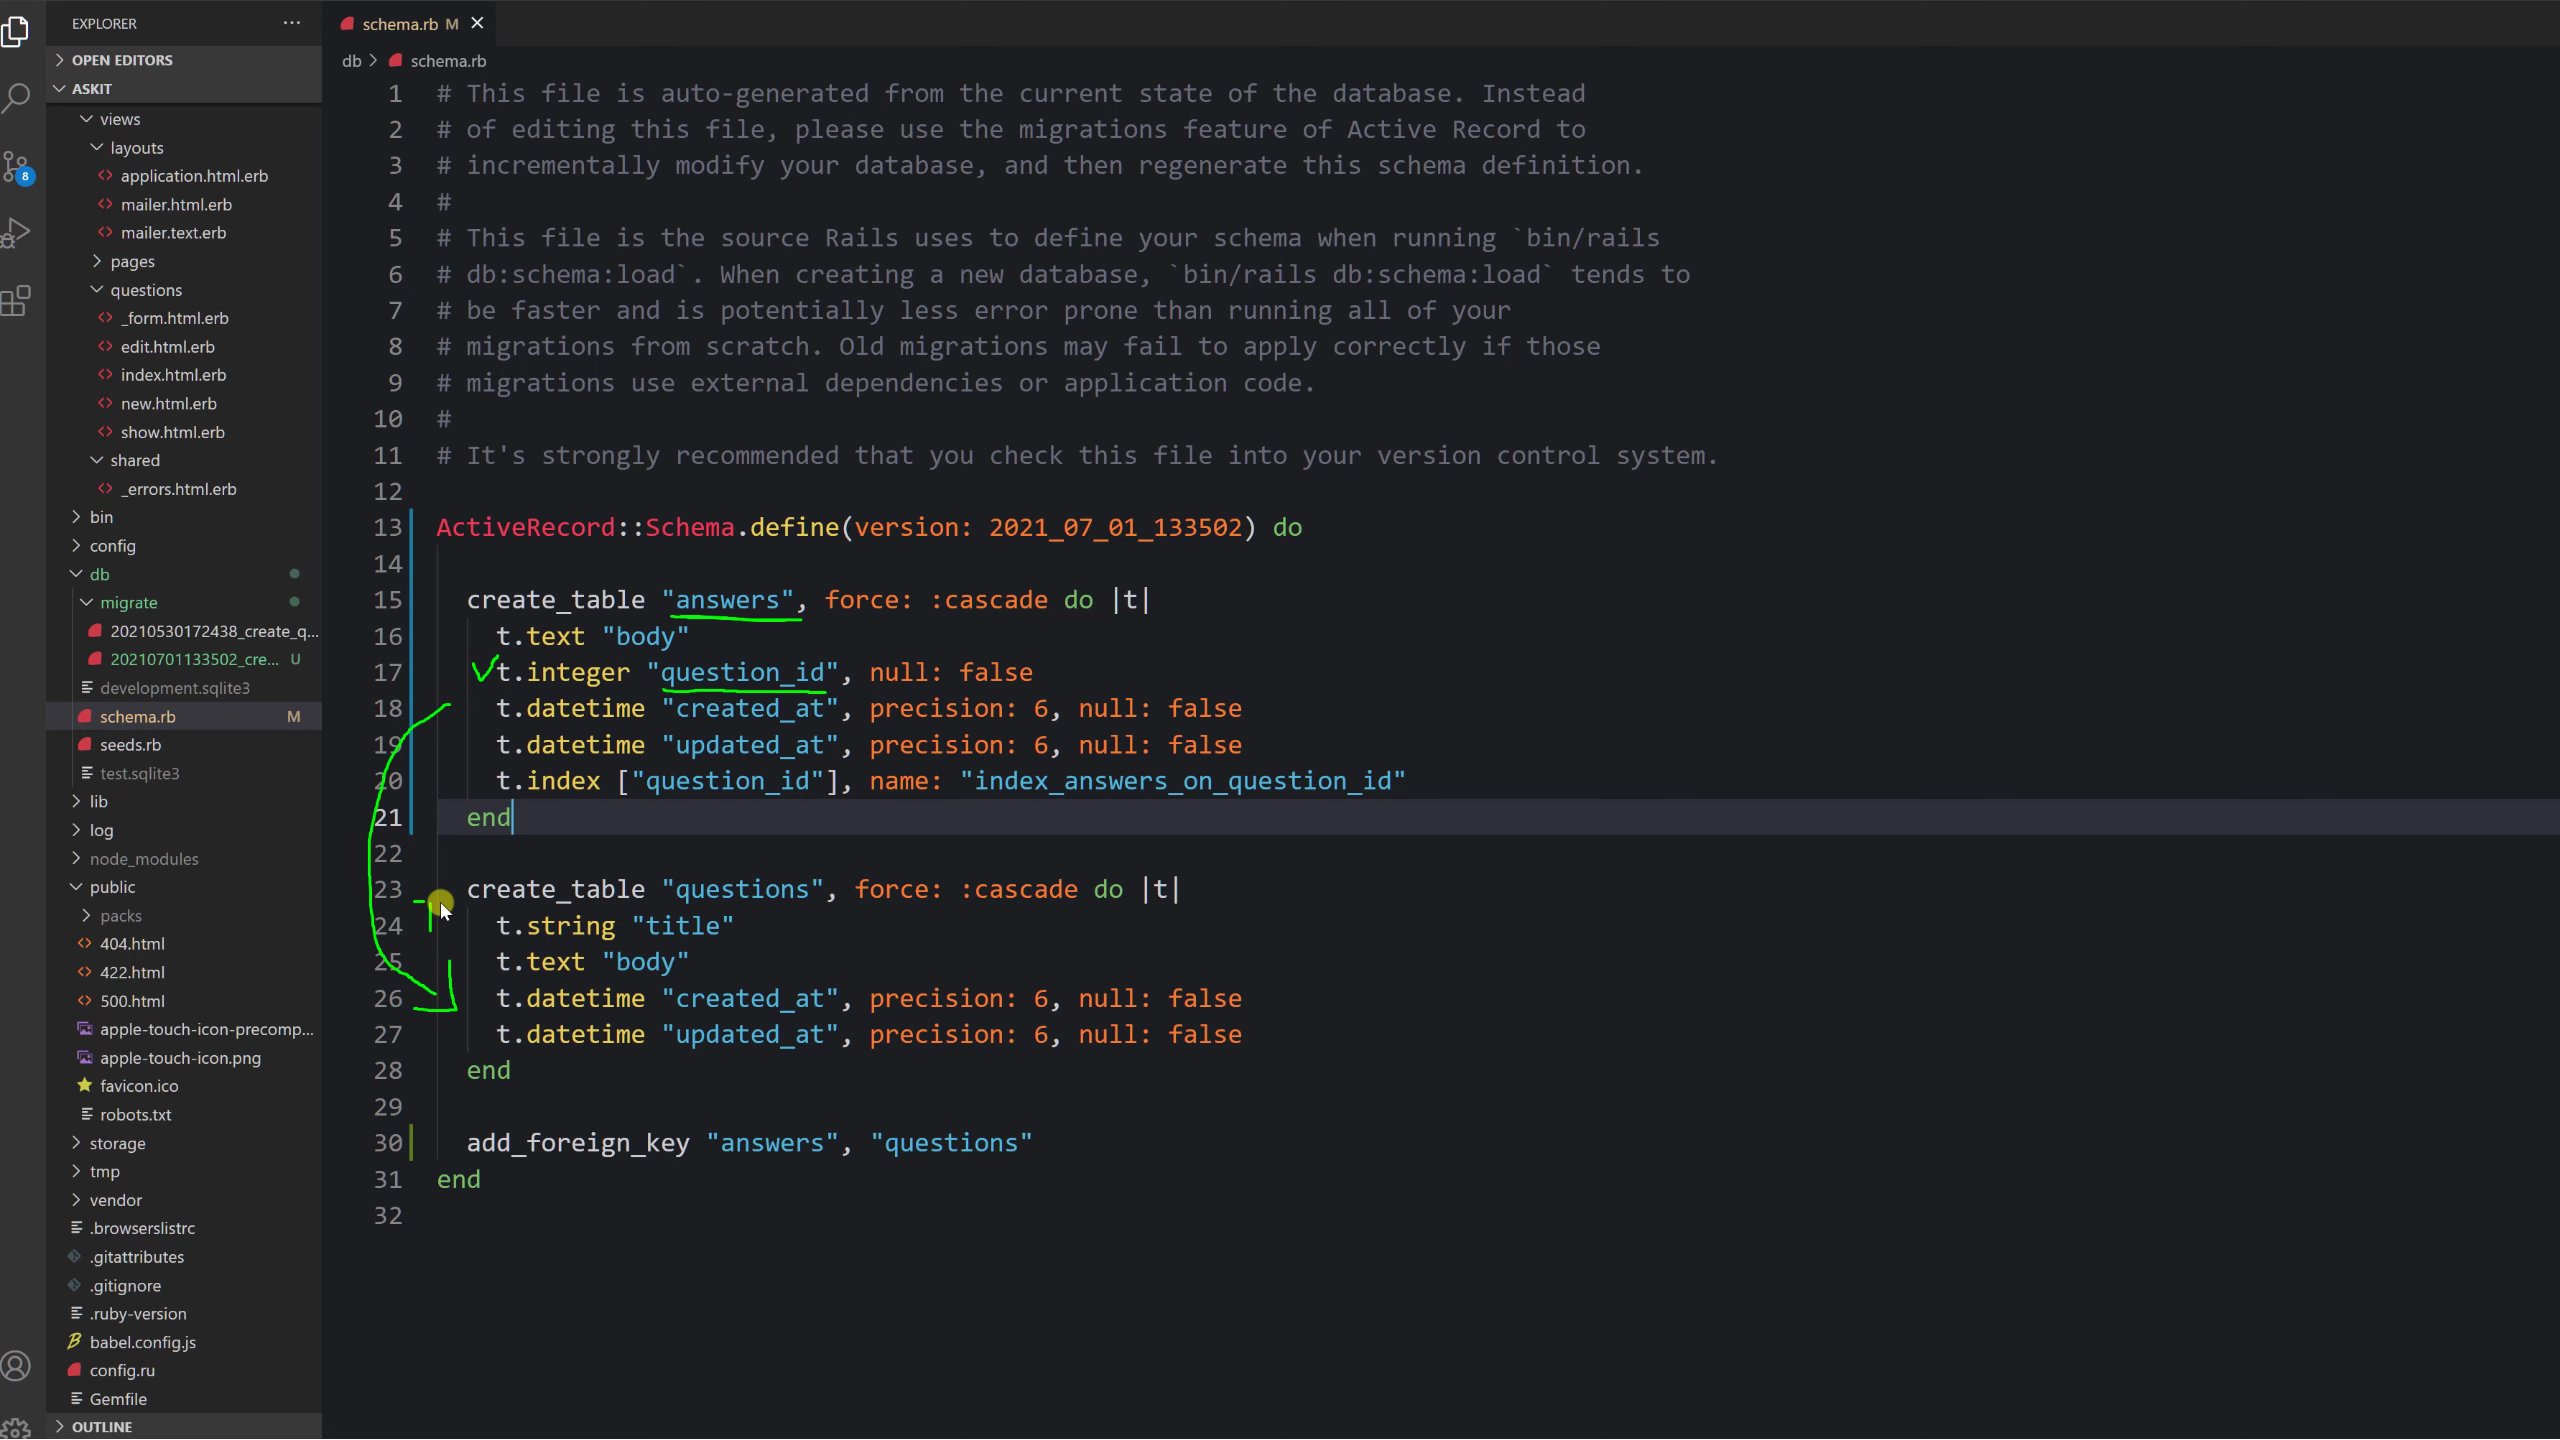 EXPLORER ···
OPEN EDITORS
ASKIT
views
layouts
application.html.erb
mailer.html.erb
mailer.text.erb
pages
questions
_form.html.erb
edit.html.erb
index.html.erb
new.html.erb
show.html.erb
shared
_errors.html.erb
bin
config
db
migrate
20210530172438_create_q...
20210701133502_cre... U
development.sqlite3
schema.rb M
seeds.rb
test.sqlite3
lib
log
node_modules
public
packs
404.html
422.html
500.html
apple-touch-icon-precomp...
apple-touch-icon.png
favicon.ico
robots.txt
storage
tmp
vendor
.browserslistrc
.gitattributes
.gitignore
.ruby-version
babel.config.js
config.ru
Gemfile
OUTLINE
8
schema.rb M
db > schema.rb
1 # This file is auto-generated from the current state of the database. Instead
2 # of editing this file, please use the migrations feature of Active Record to
3 # incrementally modify your database, and then regenerate this schema definition.
4 #
5 # This file is the source Rails uses to define your schema when running `bin/rails
6 # db:schema:load`. When creating a new database, `bin/rails db:schema:load` tends to
7 # be faster and is potentially less error prone than running all of your
8 # migrations from scratch. Old migrations may fail to apply correctly if those
9 # migrations use external dependencies or application code.
10 #
11 # It's strongly recommended that you check this file into your version control system.
12
13 ActiveRecord::Schema.define(version: 2021_07_01_133502) do
14
15 create_table "answers", force: :cascade do |t|
16 t.text "body"
17 t.integer "question_id", null: false
18 t.datetime "created_at", precision: 6, null: false
19 t.datetime "updated_at", precision: 6, null: false
20 t.index ["question_id"], name: "index_answers_on_question_id"
21 end
22
23 create_table "questions", force: :cascade do |t|
24 t.string "title"
25 t.text "body"
26 t.datetime "created_at", precision: 6, null: false
27 t.datetime "updated_at", precision: 6, null: false
28 end
29
30 add_foreign_key "answers", "questions"
31 end
32